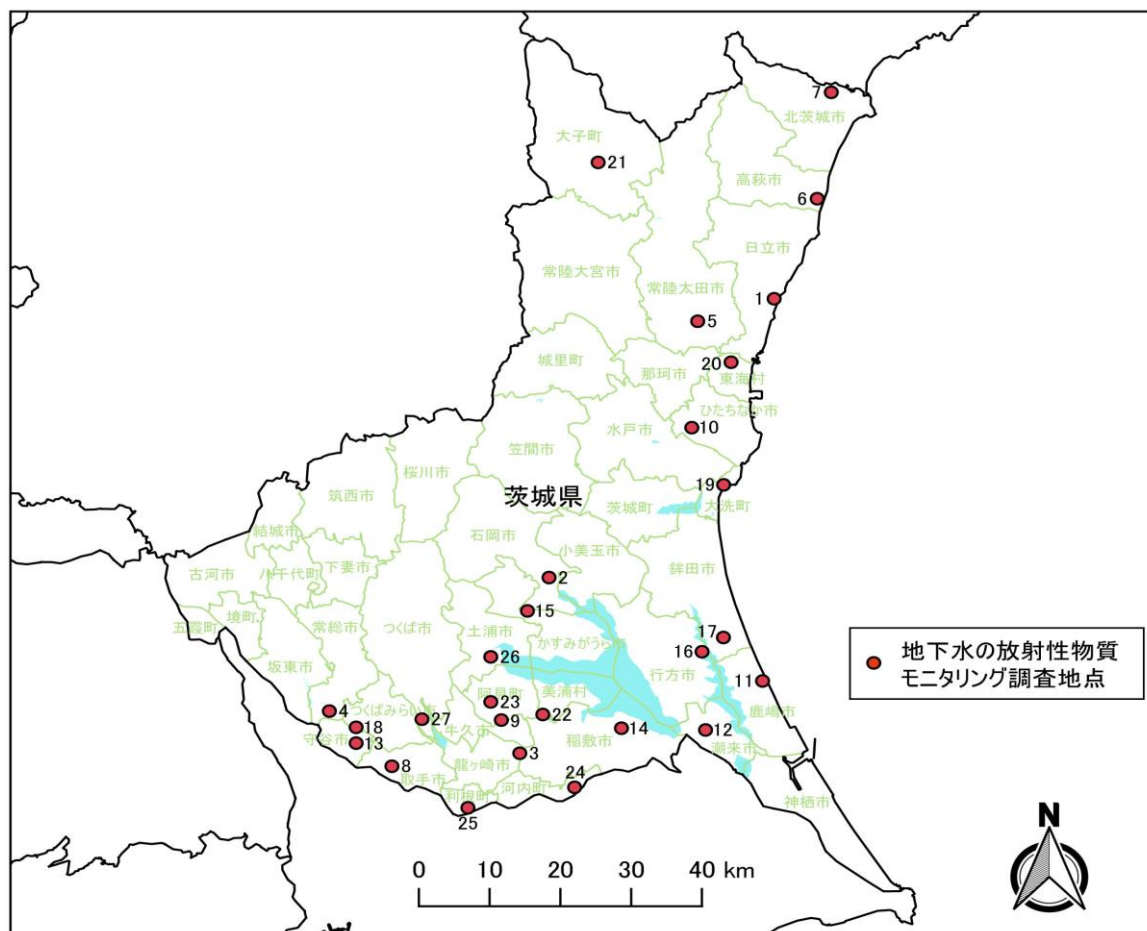 7
北茨城市
大子町
21
高萩市
6
日立市
常陸大宮市
常陸太田市
1
5
城里町
那珂市
20
東海村
ひたちなか市
10
水戸市
笠間市
桜川市
19
茨城県
茨城町
大洗町
筑西市
石岡市
結城市
小美玉市
鉾田市
古河市
八千代町
下妻市
2
五霞町
境町
常総市
つくば市
15
土浦市
かすみがうら市
17
坂東市
26
16
行方市
11
阿見町
23
美浦村
鹿嶋市
4
つくばみらい市
27
9
22
18
守谷市
13
牛久市
14
稲敷市
12
潮来市
8
取手市
龍ヶ崎市
3
24
利根町
河内町
25
神栖市
地下水の放射性物質
モニタリング調査地点
N
0 10 20 30 40 km